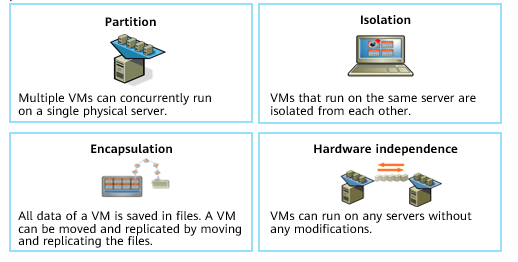 Partition
Multiple VMs can concurrently run
on a single physical server.
Isolation
VMs that run on the same server are
isolated from each other.
Encapsulation
All data of a VM is saved in files. A VM
can be moved and replicated by moving
and replicating the files.
Hardware independence
VMs can run on any servers without
any modifications.